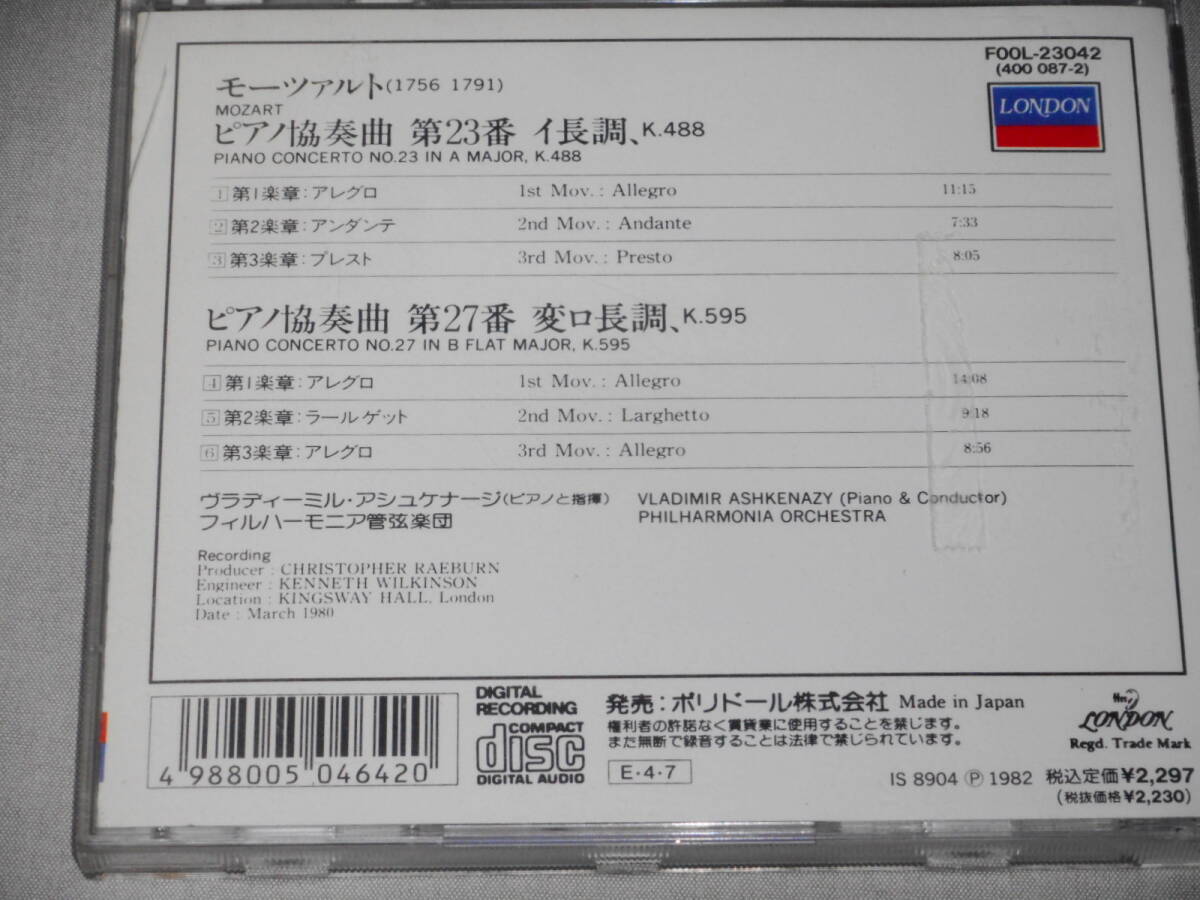 F00L-23042
(400 087-2)
LONDON
モーツァルト(1756 1791)
MOZART
ピアノ協奏曲 第23番 イ長調、K.488
PIANO CONCERTO NO.23 IN A MAJOR, K.488
1 第1楽章:アレグロ 1st Mov.: Allegro 11:15
2 第2楽章:アンダンテ 2nd Mov.: Andante 7:33
3 第3楽章:プレスト 3rd Mov.: Presto 8:05
ピアノ協奏曲 第27番 変ロ長調、K.595
PIANO CONCERTO NO.27 IN B FLAT MAJOR, K.595
4 第1楽章:アレグロ 1st Mov.: Allegro 14:08
5 第2楽章:ラールゲット 2nd Mov.: Larghetto 9:18
6 第3楽章:アレグロ 3rd Mov.: Allegro 8:56
ヴラディーミル・アシュケナージ(ピアノと指揮) VLADIMIR ASHKENAZY (Piano & Conductor)
フィルハーモニア管弦楽団 PHILHARMONIA ORCHESTRA
Recording
Producer : CHRISTOPHER RAEBURN
Engineer : KENNETH WILKINSON
Location : KINGSWAY HALL, London
Date : March 1980
4 988005 046420
DIGITAL
RECORDING
COMPACT
disc
DIGITAL AUDIO
発売:ポリドール株式会社 Made in Japan
権利者の許諾なく賃貸業に使用することを禁じます。
また無断で録音することは法律で禁じられています。
E・4・7
LONDON
Regd. Trade Mark
IS 8904 Ⓟ 1982 税込定価¥2,297
(税抜価格¥2,230)